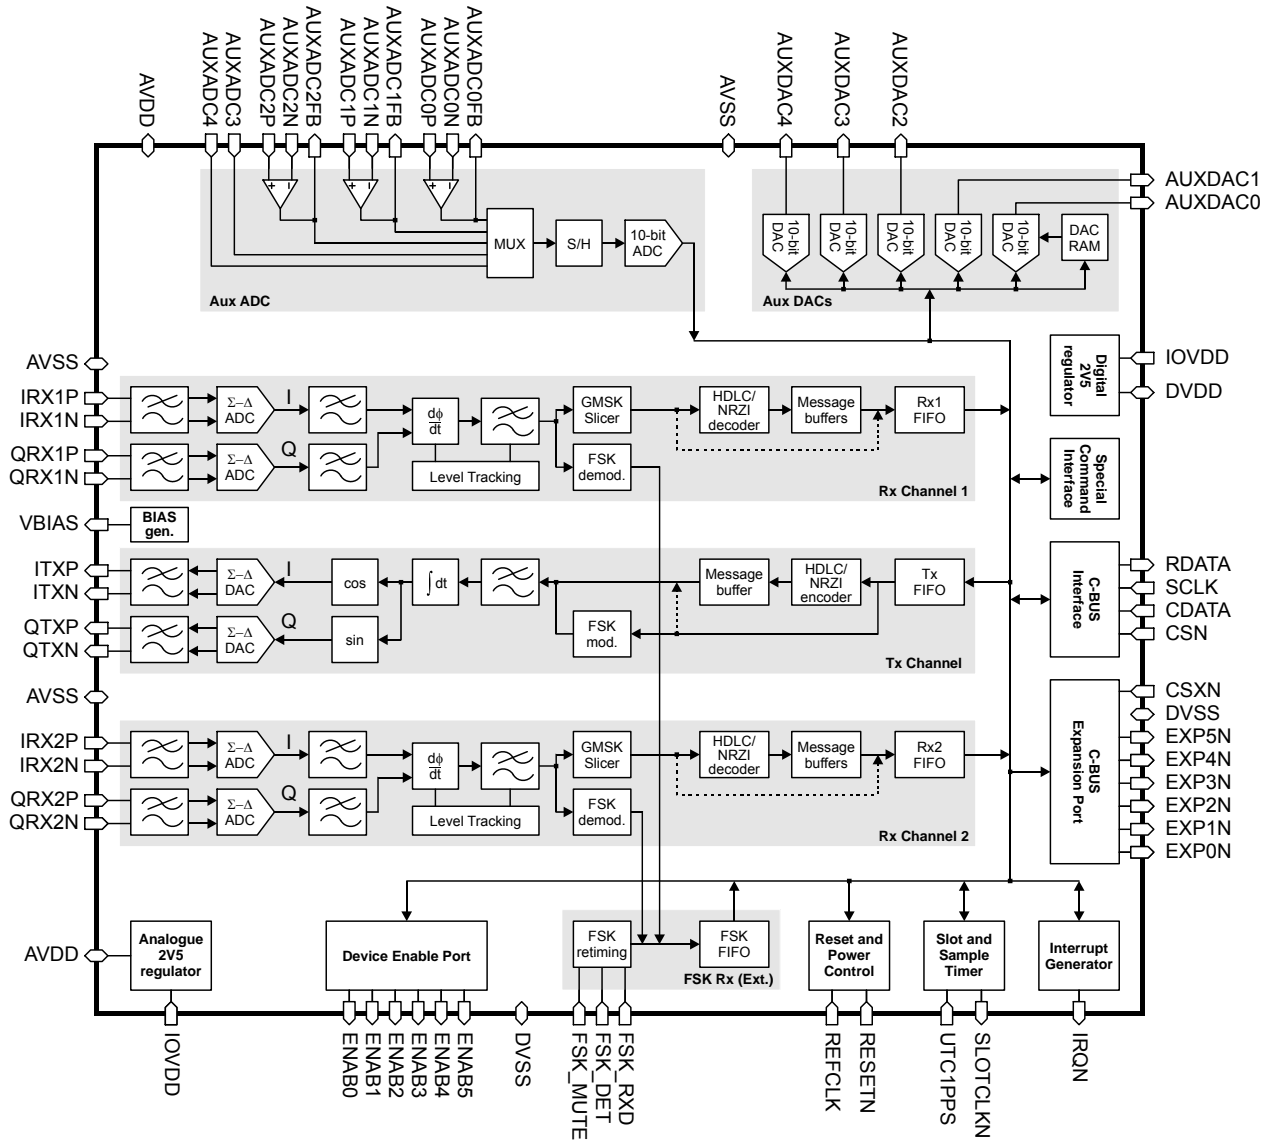 AVDD
AUXADC4
AUXADC3
AUXADC2P
AUXADC2N
AUXADC2FB
AUXADC1P
AUXADC1N
AUXADC1FB
AUXADC0P
AUXADC0N
AUXADC0FB
AVSS
AUXDAC4
AUXDAC3
AUXDAC2
AUXDAC1
AUXDAC0
+
−
+
−
+
−
MUX
S/H
10-bit
ADC
Aux ADC
10-bit
DAC
10-bit
DAC
10-bit
DAC
10-bit
DAC
10-bit
DAC
DAC
RAM
Aux DACs
AVSS
IRX1P
IRX1N
QRX1P
QRX1N
Σ−Δ
ADC
I
Σ−Δ
ADC
Q
dϕ
dt
Level Tracking
GMSK
Slicer
FSK
demod.
HDLC/
NRZI
decoder
Message
buffers
Rx1
FIFO
Rx Channel 1
Digital
2V5
regulator
IOVDD
DVDD
Special
Command
Interface
VBIAS
BIAS
gen.
ITXP
ITXN
QTXP
QTXN
Σ−Δ
DAC
I
Σ−Δ
DAC
Q
cos
sin
∫dt
FSK
mod.
Message
buffer
HDLC/
NRZI
encoder
Tx
FIFO
Tx Channel
C-BUS
Interface
RDATA
SCLK
CDATA
CSN
AVSS
IRX2P
IRX2N
QRX2P
QRX2N
Σ−Δ
ADC
I
Σ−Δ
ADC
Q
dϕ
dt
Level Tracking
GMSK
Slicer
FSK
demod.
HDLC/
NRZI
decoder
Message
buffers
Rx2
FIFO
Rx Channel 2
C-BUS
Expansion Port
CSXN
DVSS
EXP5N
EXP4N
EXP3N
EXP2N
EXP1N
EXP0N
AVDD
Analogue
2V5
regulator
Device Enable Port
FSK
retiming
FSK
FIFO
FSK Rx (Ext.)
Reset and
Power
Control
Slot and
Sample
Timer
Interrupt
Generator
IOVDD
ENAB0
ENAB1
ENAB2
ENAB3
ENAB4
ENAB5
DVSS
FSK_MUTE
FSK_DET
FSK_RXD
REFCLK
RESETN
UTC1PPS
SLOTCLKN
IRQN